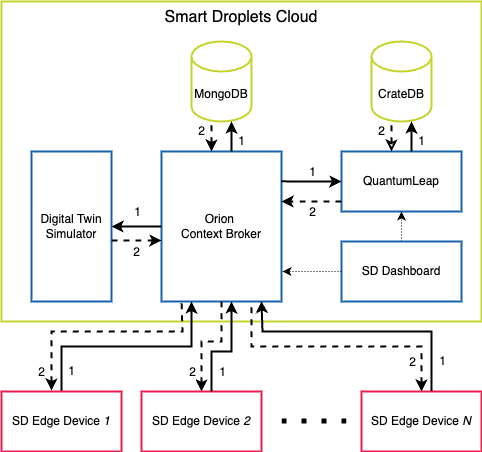 Smart Droplets Cloud
MongoDB
CrateDB
2
1
2
1
Digital Twin
Simulator
1
2
Orion
Context Broker
1
2
QuantumLeap
SD Dashboard
2
1
2
1
2
1
SD Edge Device 1
SD Edge Device 2
SD Edge Device N